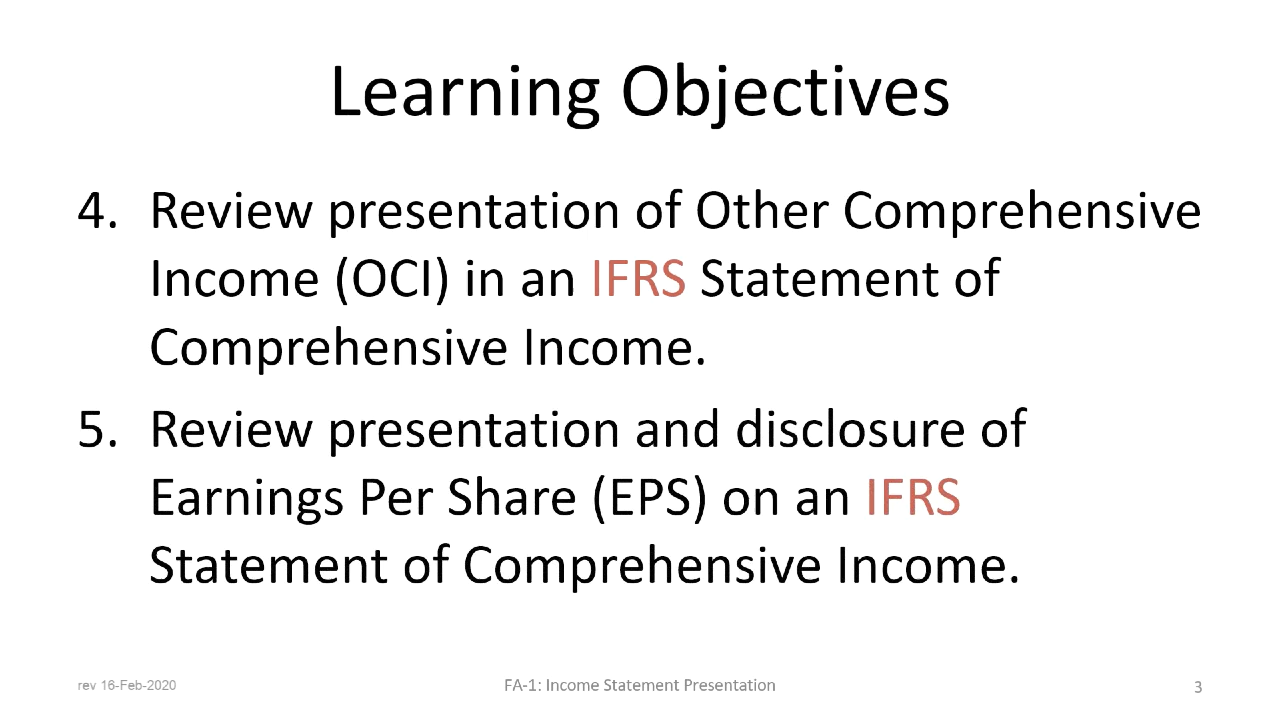 Learning Objectives
4. Review presentation of Other Comprehensive
Income (OCI) in an IFRS Statement of
Comprehensive Income.
5. Review presentation and disclosure of
Earnings Per Share (EPS) on an IFRS
Statement of Comprehensive Income.
rev 16-Feb-2020
FA-1: Income Statement Presentation
3